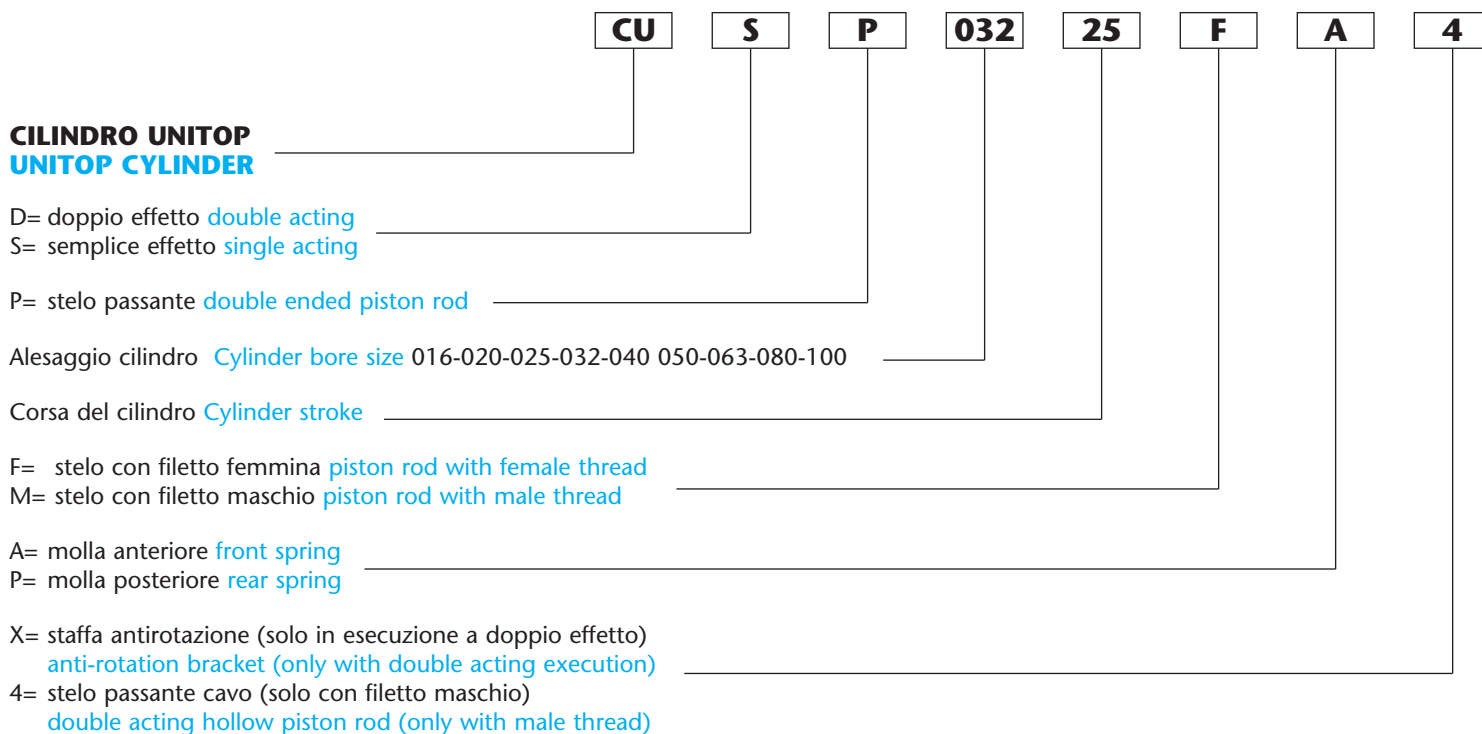 CU S P 032 25 F A 4
CILINDRO UNITOP
UNITOP CYLINDER
D= doppio effetto double acting
S= semplice effetto single acting
P= stelo passante double ended piston rod
Alesaggio cilindro Cylinder bore size 016-020-025-032-040 050-063-080-100
Corsa del cilindro Cylinder stroke
F= stelo con filetto femmina piston rod with female thread
M= stelo con filetto maschio piston rod with male thread
A= molla anteriore front spring
P= molla posteriore rear spring
X= staffa antirotazione (solo in esecuzione a doppio effetto)
anti-rotation bracket (only with double acting execution)
4= stelo passante cavo (solo con filetto maschio)
double acting hollow piston rod (only with male thread)